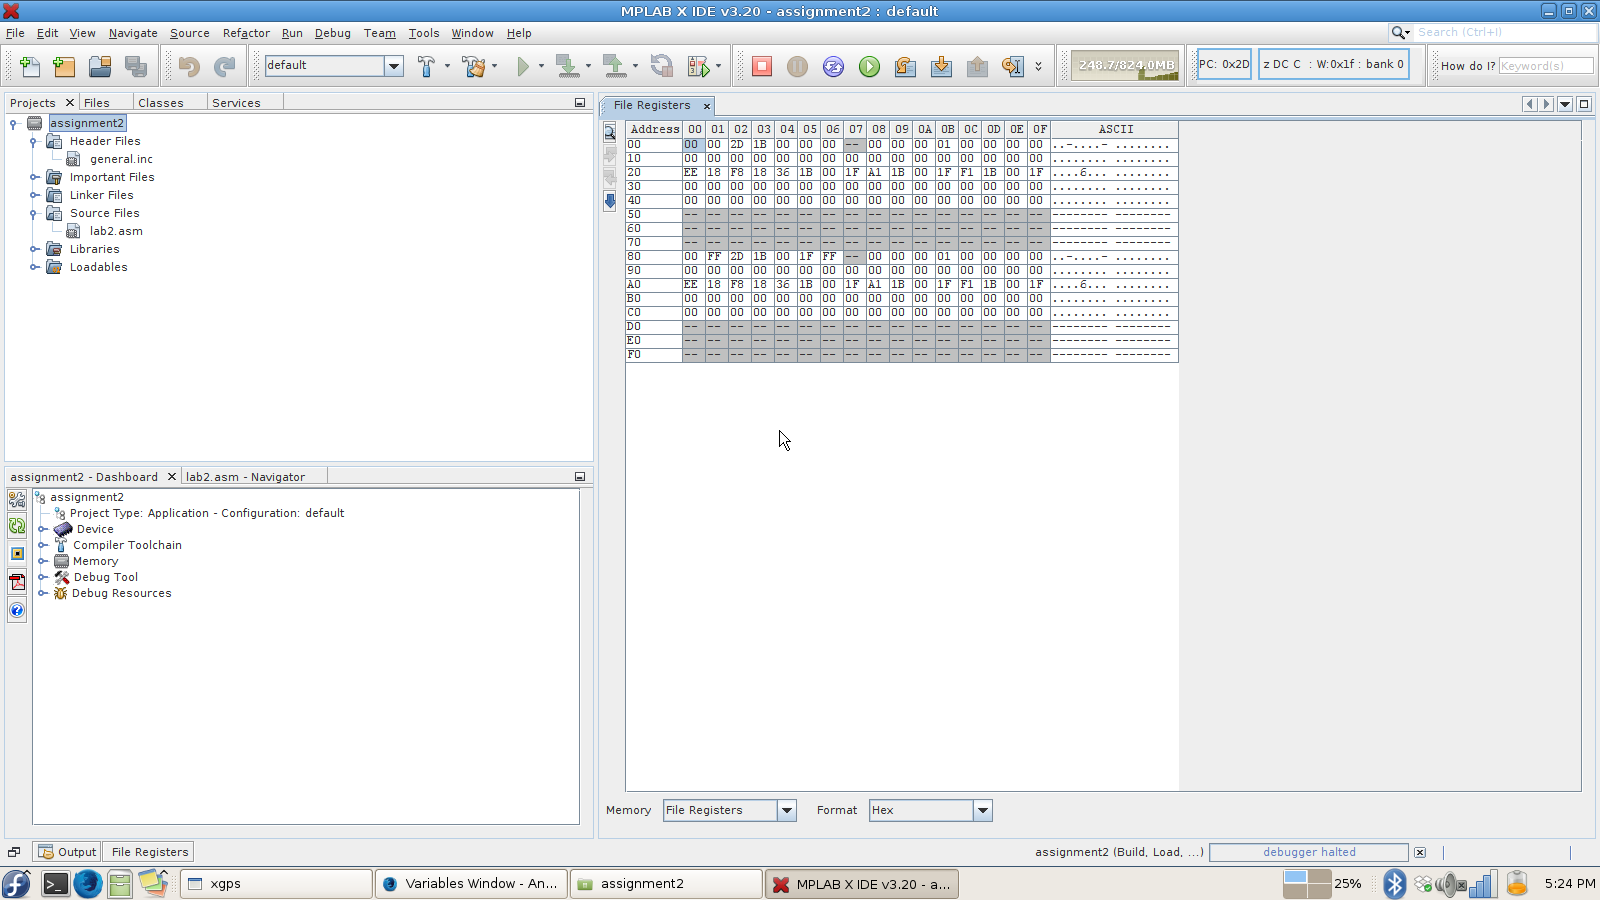 MPLAB X IDE v3.20 - assignment2 : default
File Edit View Navigate Source Refactor Run Debug Team Tools Window Help
Search (Ctrl+I)
default
248.7/824.0MB
PC: 0x2D
z DC C : W:0x1f : bank 0
How do I?
Keyword(s)
Projects
Files
Classes
Services
assignment2
Header Files
general.inc
Important Files
Linker Files
Source Files
lab2.asm
Libraries
Loadables
assignment2 - Dashboard
lab2.asm - Navigator
assignment2
Project Type: Application - Configuration: default
Device
Compiler Toolchain
Memory
Debug Tool
Debug Resources
File Registers
Address 00 01 02 03 04 05 06 07 08 09 0A 0B 0C 0D 0E 0F ASCII
00 00 00 2D 1B 00 00 00 -- 00 00 00 01 00 00 00 00 ..-....- ........
10 00 00 00 00 00 00 00 00 00 00 00 00 00 00 00 00 ........ ........
20 EE 18 F8 18 36 1B 00 1F A1 1B 00 1F F1 1B 00 1F ....6... ........
30 00 00 00 00 00 00 00 00 00 00 00 00 00 00 00 00 ........ ........
40 00 00 00 00 00 00 00 00 00 00 00 00 00 00 00 00 ........ ........
50 -- -- -- -- -- -- -- -- -- -- -- -- -- -- -- -- -------- --------
60 -- -- -- -- -- -- -- -- -- -- -- -- -- -- -- -- -------- --------
70 -- -- -- -- -- -- -- -- -- -- -- -- -- -- -- -- -------- --------
80 00 FF 2D 1B 00 1F FF -- 00 00 00 01 00 00 00 00 ..-....- ........
90 00 00 00 00 00 00 00 00 00 00 00 00 00 00 00 00 ........ ........
A0 EE 18 F8 18 36 1B 00 1F A1 1B 00 1F F1 1B 00 1F ....6... ........
B0 00 00 00 00 00 00 00 00 00 00 00 00 00 00 00 00 ........ ........
C0 00 00 00 00 00 00 00 00 00 00 00 00 00 00 00 00 ........ ........
D0 -- -- -- -- -- -- -- -- -- -- -- -- -- -- -- -- -------- --------
E0 -- -- -- -- -- -- -- -- -- -- -- -- -- -- -- -- -------- --------
F0 -- -- -- -- -- -- -- -- -- -- -- -- -- -- -- -- -------- --------
Memory File Registers Format Hex
Output
File Registers
assignment2 (Build, Load, ...)
debugger halted
xgps
Variables Window - An...
assignment2
MPLAB X IDE v3.20 - a...
25%
5:24 PM